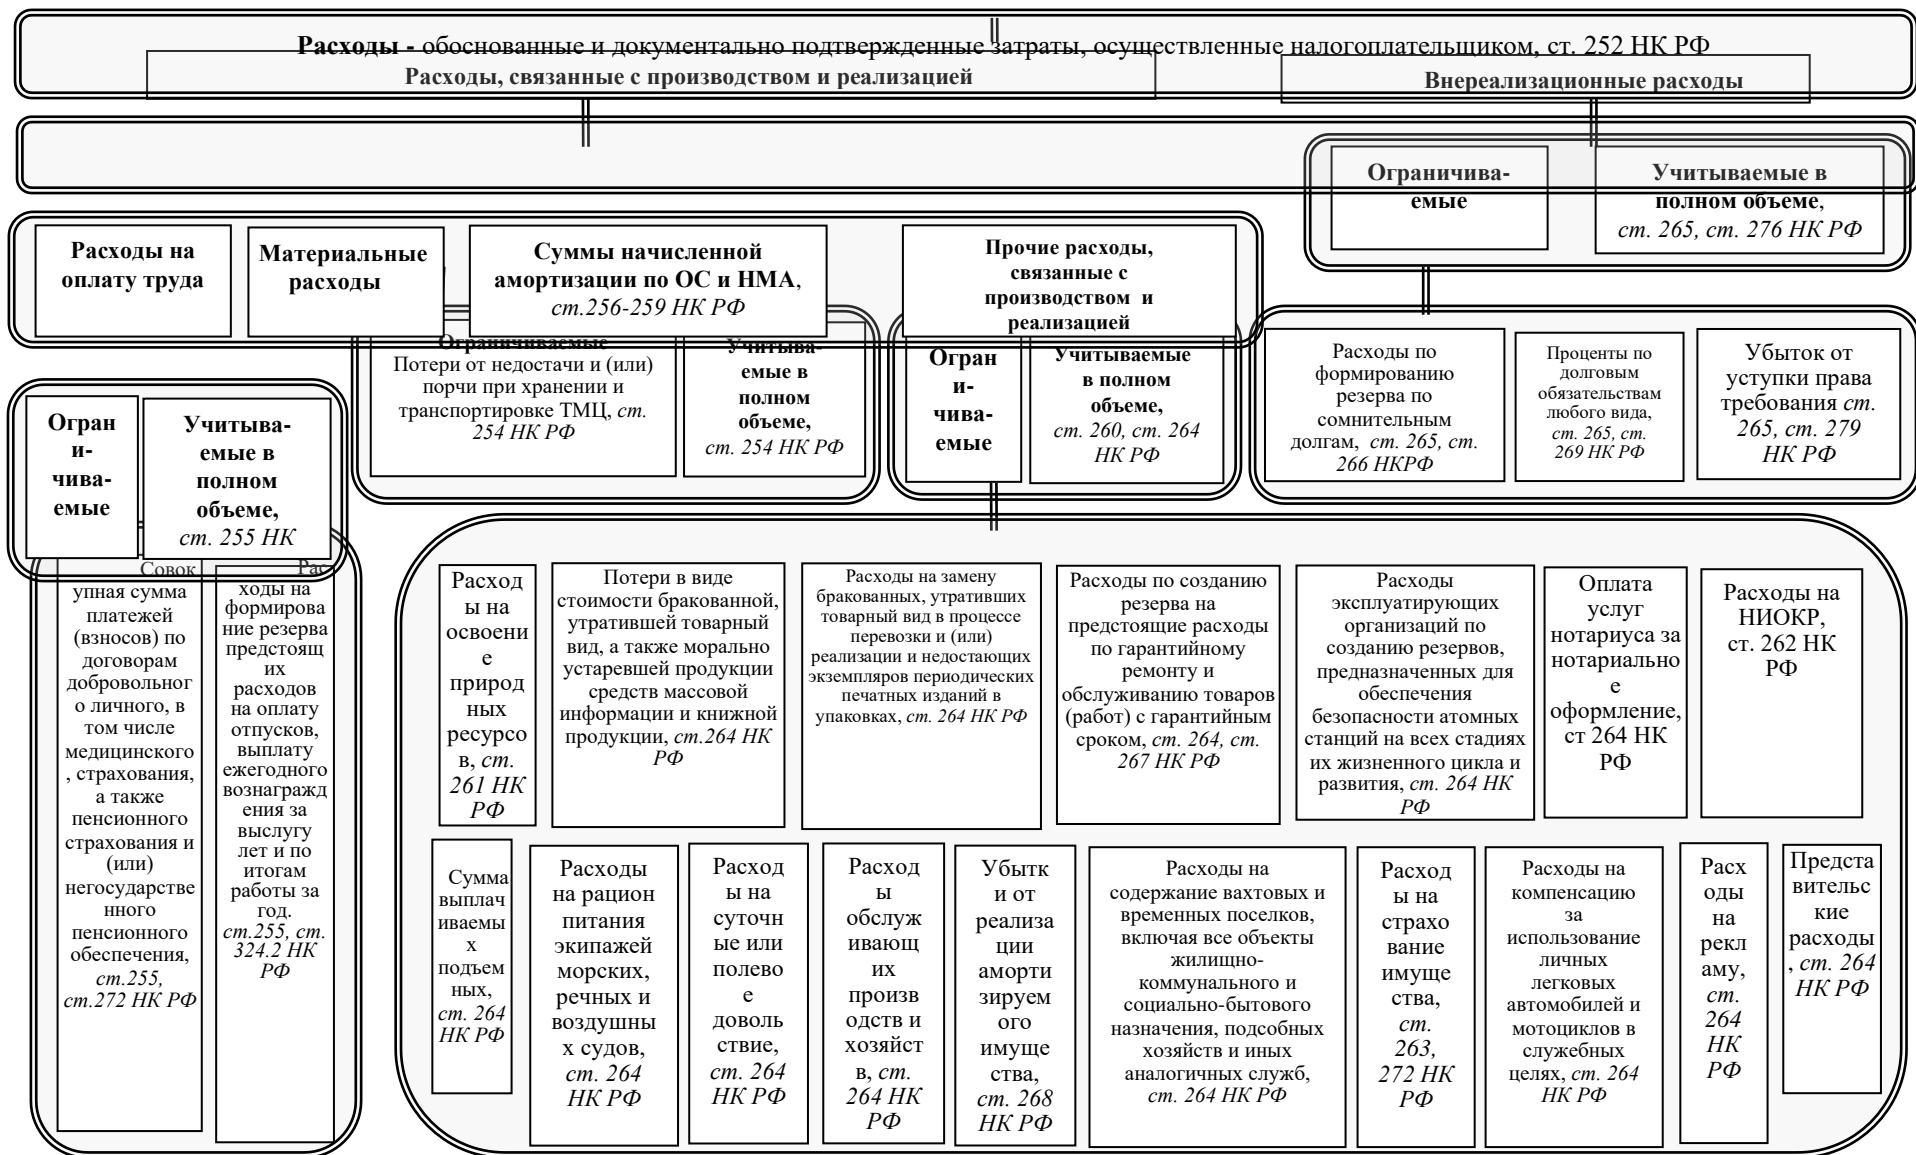 Расходы - обоснованные и документально подтвержденные затраты, осуществленные налогоплательщиком, ст. 252 НК РФ
Расходы, связанные с производством и реализацией
Внереализационные расходы
Ограничива-
емые
Учитываемые в
полном объеме,
ст. 265, ст. 276 НК РФ
Расходы на
оплату труда
Материальные
расходы
Суммы начисленной
амортизации по ОС и НМА,
ст.256-259 НК РФ
Прочие расходы,
связанные с
производством и
реализацией
Ограничиваемые
Потери от недостачи и (или)
порчи при хранении и
транспортировке ТМЦ, ст.
254 НК РФ
Учитыва-
емые в
полном
объеме,
ст. 254 НК РФ
Огран
и-
чива-
емые
Учитываемые
в полном
объеме,
ст. 260, ст. 264
НК РФ
Расходы по
формированию
резерва по
сомнительным
долгам, ст. 265, ст.
266 НКРФ
Проценты по
долговым
обязательствам
любого вида,
ст. 265, ст.
269 НК РФ
Убыток от
уступки права
требования ст.
265, ст. 279
НК РФ
Огран
и-
чива-
емые
Учитыва-
емые в
полном
объеме,
ст. 255 НК
Совок
упная сумма
платежей
(взносов) по
договорам
добровольног
о личного, в
том числе
медицинского
, страхования,
а также
пенсионного
страхования и
(или)
негосударстве
нного
пенсионного
обеспечения,
ст.255,
ст.272 НК РФ
Рас
ходы на
формирова
ние резерва
предстоящ
их
расходов
на оплату
отпусков,
выплату
ежегодного
вознагражд
ения за
выслугу
лет и по
итогам
работы за
год.
ст.255, ст.
324.2 НК
РФ
Расход
ы на
освоени
е
природ
ных
ресурсо
в, ст.
261 НК
РФ
Потери в виде
стоимости бракованной,
утратившей товарный
вид, а также морально
устаревшей продукции
средств массовой
информации и книжной
продукции, ст.264 НК
РФ
Расходы на замену
бракованных, утративших
товарный вид в процессе
перевозки и (или)
реализации и недостающих
экземпляров периодических
печатных изданий в
упаковках, ст. 264 НК РФ
Расходы по созданию
резерва на
предстоящие расходы
по гарантийному
ремонту и
обслуживанию товаров
(работ) с гарантийным
сроком, ст. 264, ст.
267 НК РФ
Расходы
эксплуатирующих
организаций по
созданию резервов,
предназначенных для
обеспечения
безопасности атомных
станций на всех стадиях
их жизненного цикла и
развития, ст. 264 НК
РФ
Оплата
услуг
нотариуса за
нотариально
е
оформление,
ст 264 НК
РФ
Расходы на
НИОКР,
ст. 262 НК
РФ
Сумма
выплач
иваемы
х
подъем
ных,
ст. 264
НК РФ
Расходы
на рацион
питания
экипажей
морских,
речных и
воздушны
х судов,
ст. 264
НК РФ
Расход
ы на
суточн
ые или
полево
е
доволь
ствие,
ст. 264
НК РФ
Расход
ы
обслуж
ивающ
их
произв
одств и
хозяйст
в, ст.
264 НК
РФ
Убытк
и от
реализа
ции
аморти
зируем
ого
имуще
ства,
ст. 268
НК РФ
Расходы на
содержание вахтовых и
временных поселков,
включая все объекты
жилищно-
коммунального и
социально-бытового
назначения, подсобных
хозяйств и иных
аналогичных служб,
ст. 264 НК РФ
Расход
ы на
страхо
вание
имуще
ства,
ст.
263,
272 НК
РФ
Расходы на
компенсацию
за
использование
личных
легковых
автомобилей и
мотоциклов в
служебных
целях, ст. 264
НК РФ
Расх
оды
на
рекл
аму,
ст.
264
НК
РФ
Предста
вительс
кие
расходы
, ст. 264
НК РФ